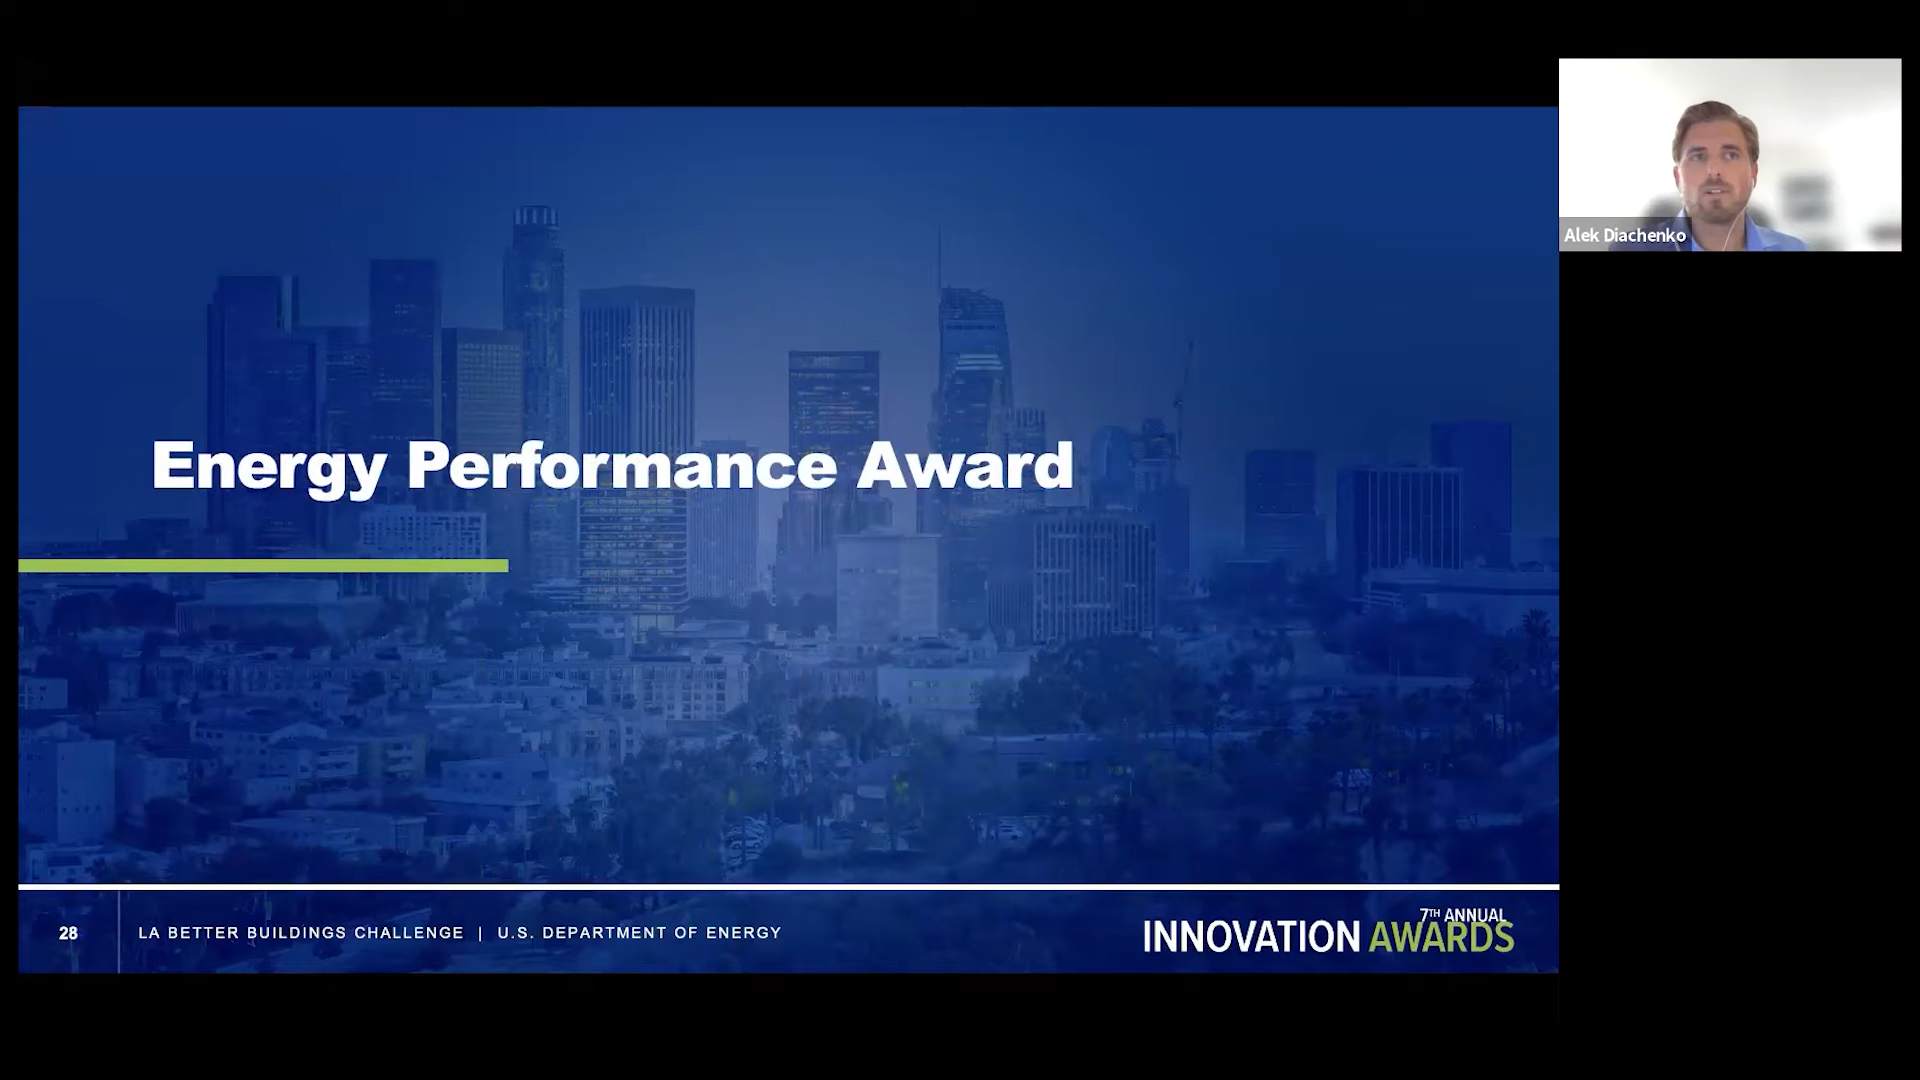 Alek Diachenko
Energy Performance Award
28
LA BETTER BUILDINGS CHALLENGE | U.S. DEPARTMENT OF ENERGY
7TH ANNUAL
INNOVATION AWARDS